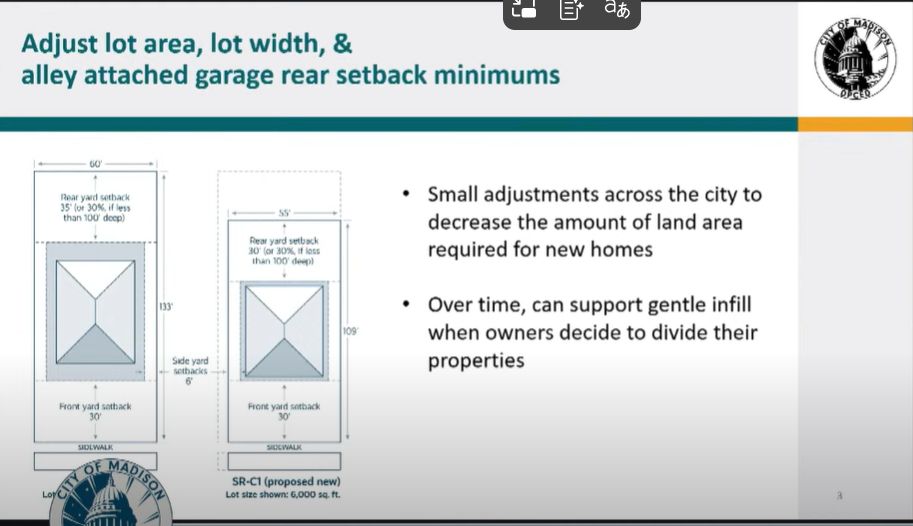 Adjust lot area, lot width, &
alley attached garage rear setback minimums
CITY OF MADISON
DPCED
60'
Rear yard setback
35' (or 30%, if less
than 100' deep)
133'
Front yard setback
30'
SIDEWALK
Lot
Side yard
setbacks
6'
55'
Rear yard setback
30' (or 30%, if less
than 100' deep)
109'
Front yard setback
30'
SIDEWALK
SR-C1 (proposed new)
Lot size shown: 6,000 sq. ft.
• Small adjustments across the city to
decrease the amount of land area
required for new homes
• Over time, can support gentle infill
when owners decide to divide their
properties
CITY OF MADISON
3